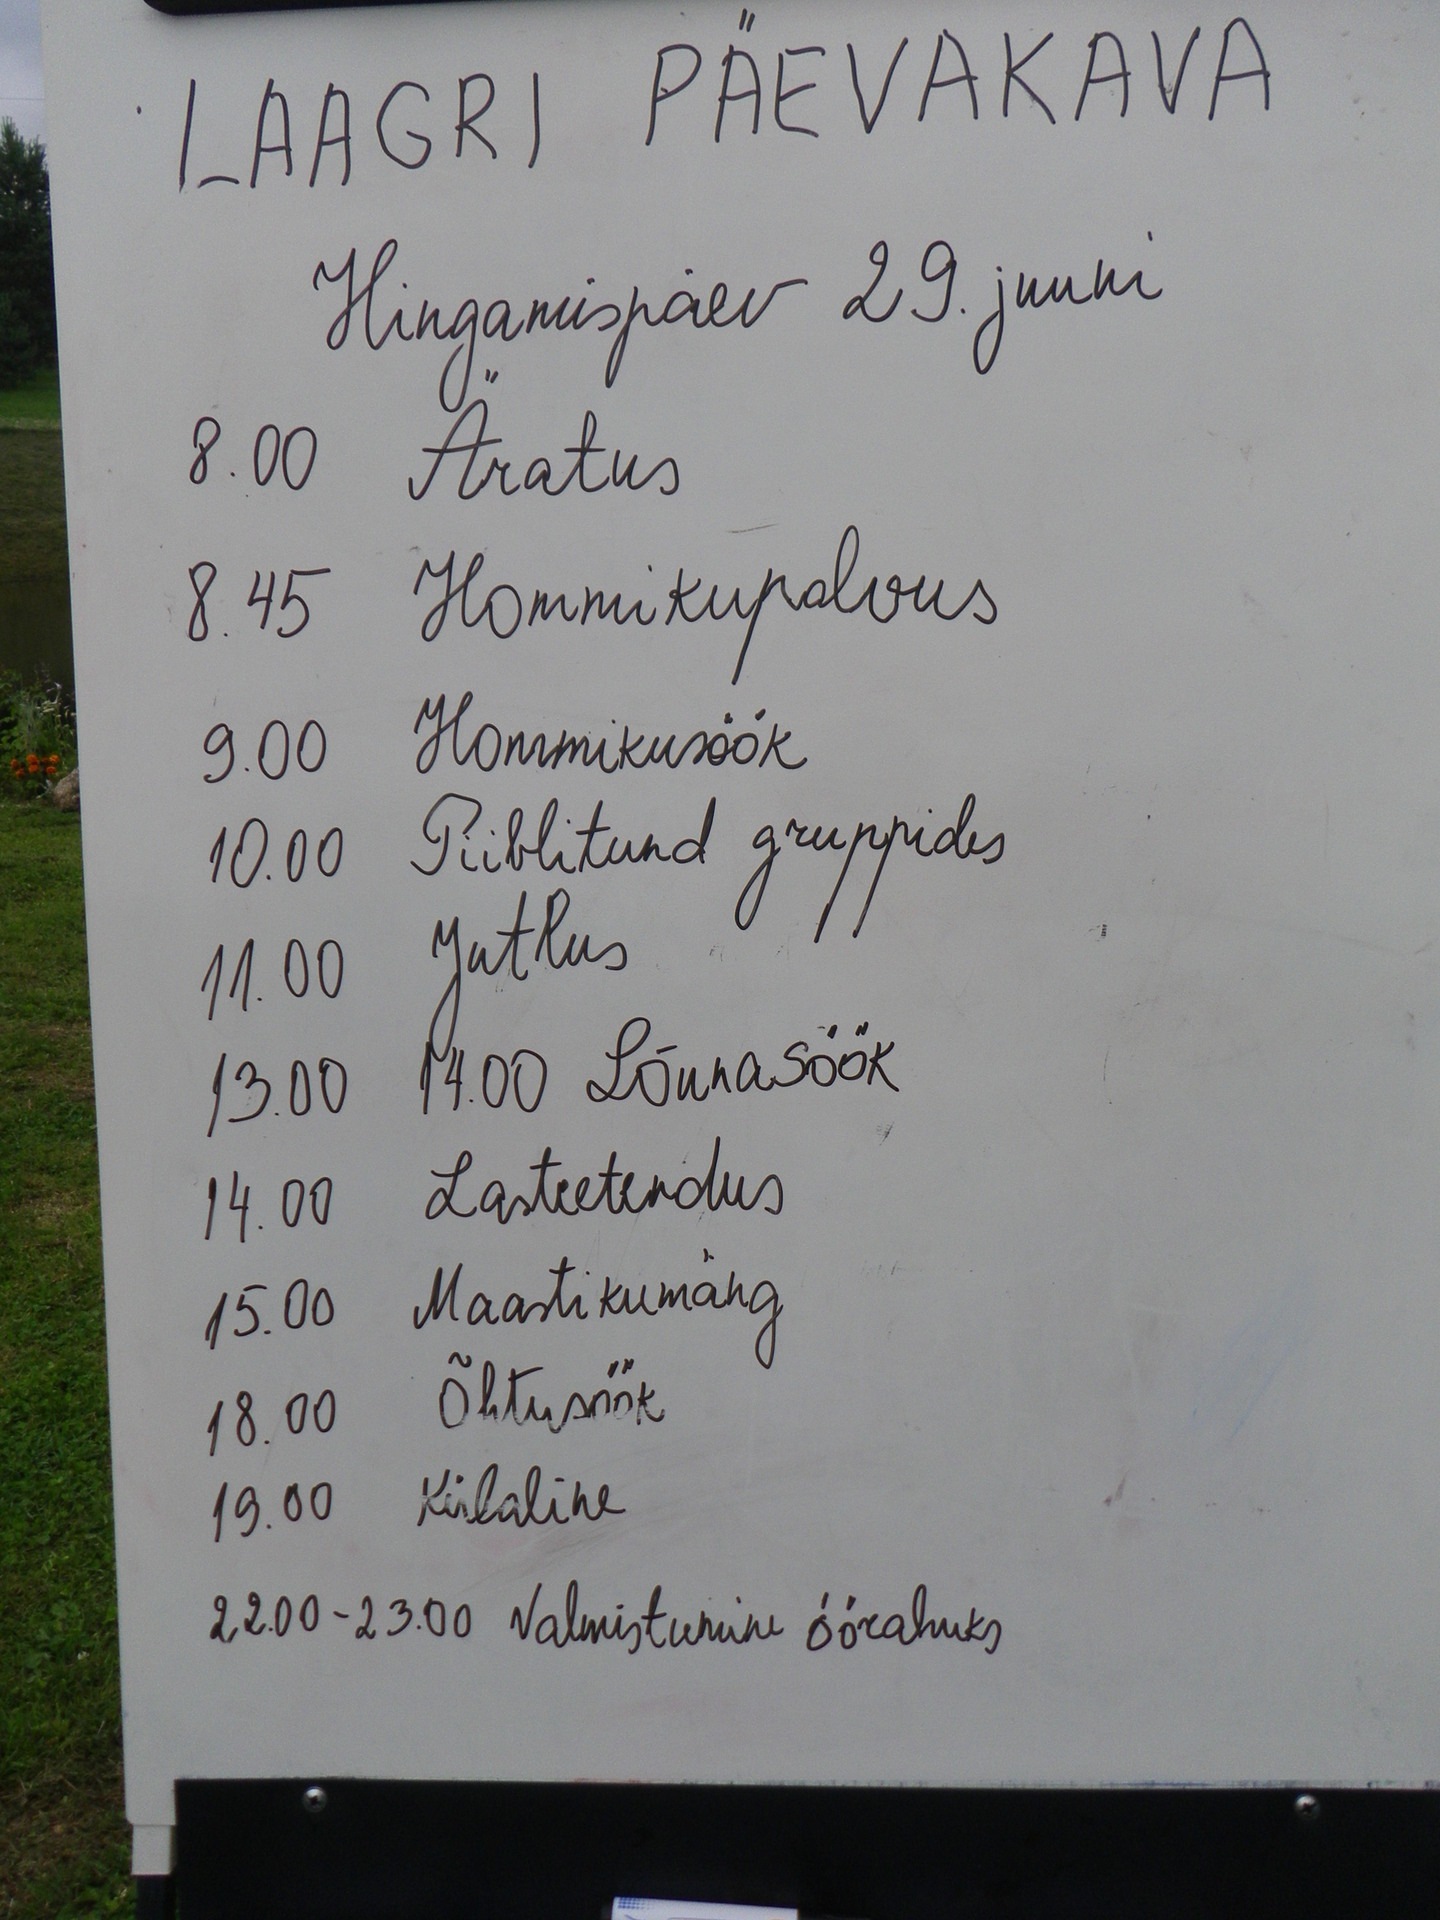 LAAGRI PÄEVAKAVA
Hingamispäev 29. juuni
8.00 Äratus
8.45 Hommikupalvus
9.00 Hommikusöök
10.00 Piiblitund gruppides
11.00 Jutlus
13.00 14.00 Lõunasöök
14.00 Lasteetendus
15.00 Maastikumäng
18.00 Õhtusöök
19.00 Külaline
22.00-23.00 Valmistumine öörahuks